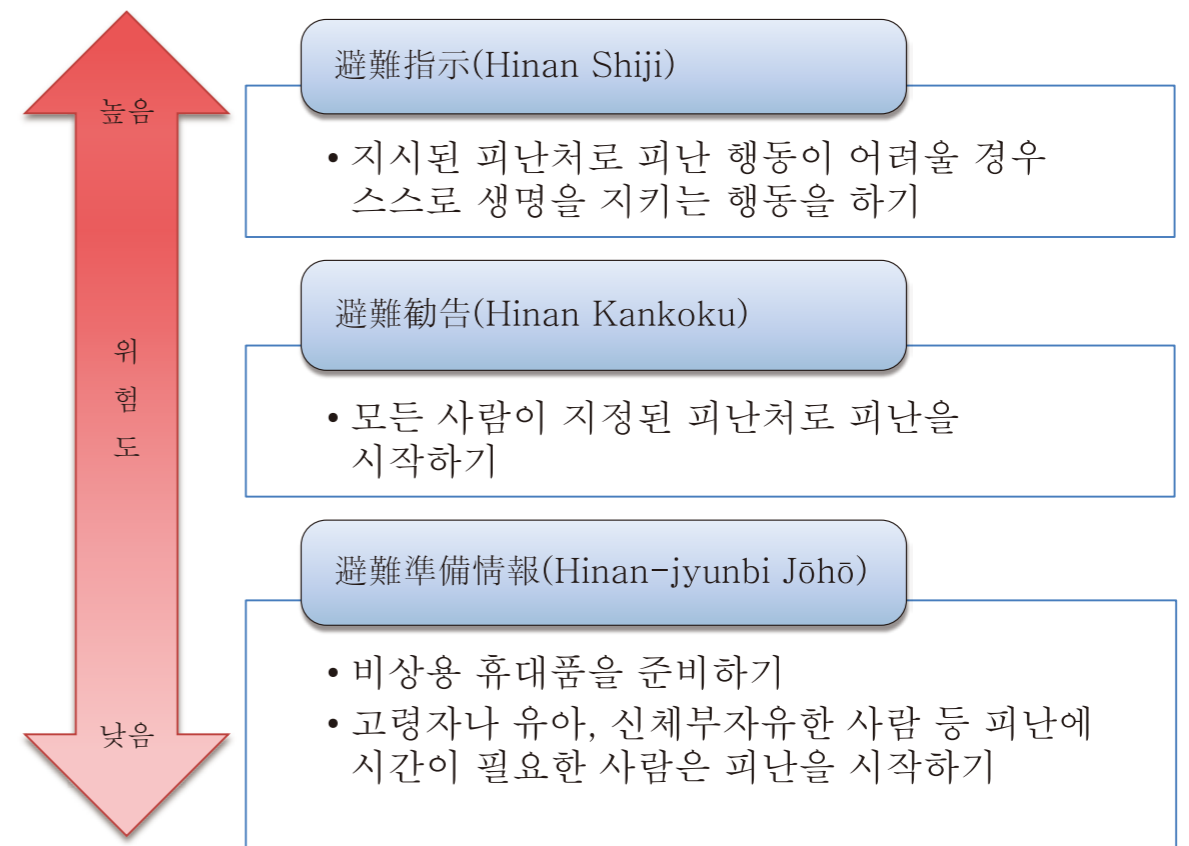 높음
위
험
도
낮음
避難指示(Hinan Shiji)
• 지시된 피난처로 피난 행동이 어려울 경우
스스로 생명을 지키는 행동을 하기
避難勧告(Hinan Kankoku)
• 모든 사람이 지정된 피난처로 피난을
시작하기
避難準備情報(Hinan-jyunbi Jōhō)
• 비상용 휴대품을 준비하기
• 고령자나 유아, 신체부자유한 사람 등 피난에
시간이 필요한 사람은 피난을 시작하기